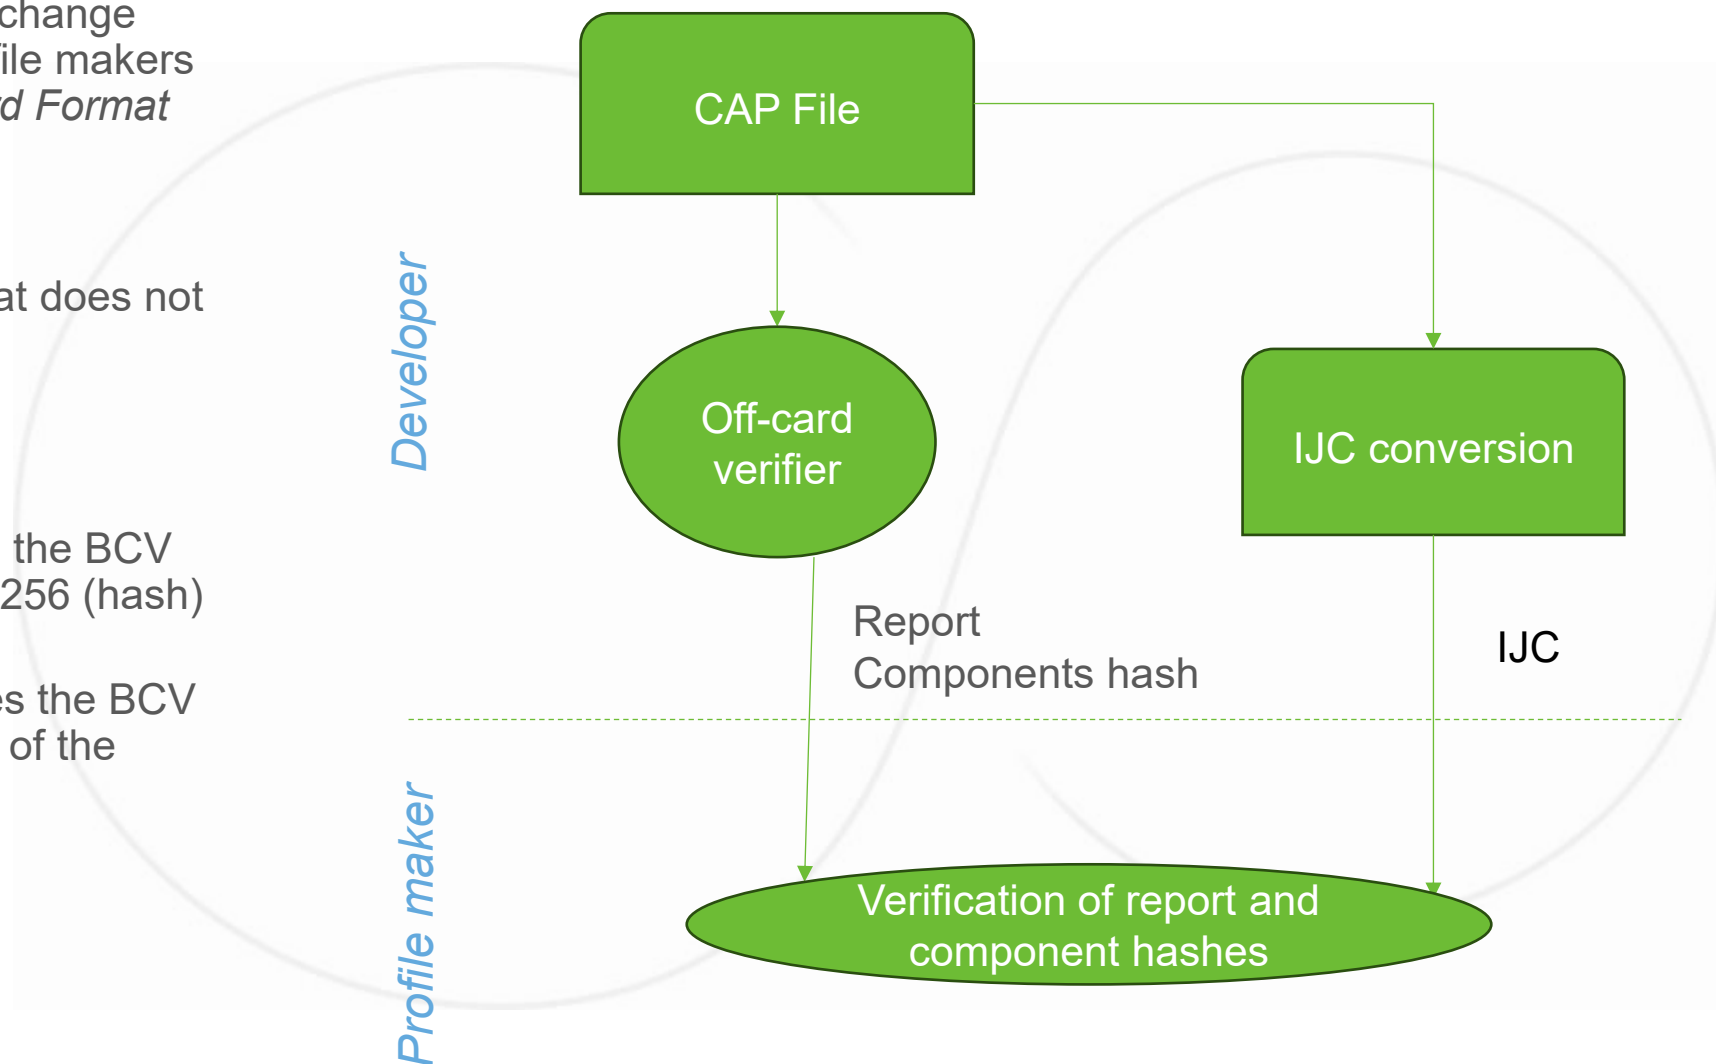 change
file makers
rd Format
at does not
the BCV
256 (hash)
es the BCV
of the
CAP File
Developer
Off-card
verifier
IJC conversion
Report
Components hash
IJC
Profile maker
Verification of report and
component hashes